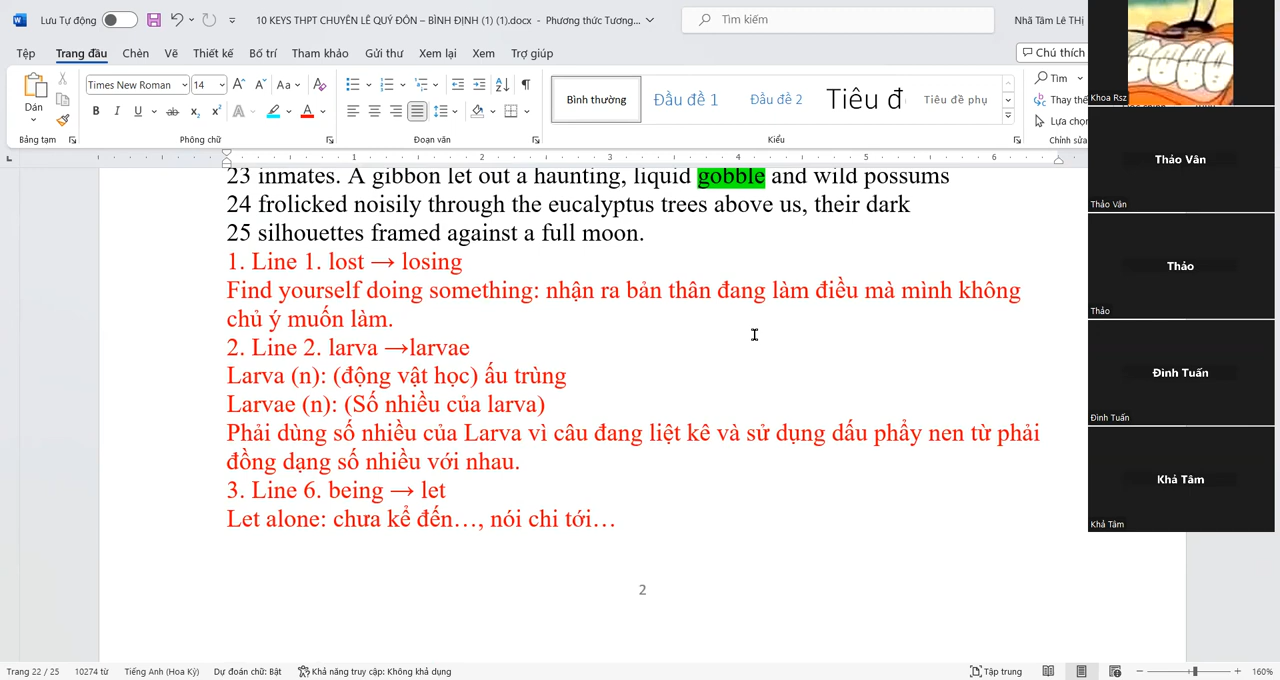 Lưu Tự động
10 KEYS THPT CHUYÊN LÊ QUÝ ĐÔN – BÌNH ĐỊNH (1) (1).docx - Phương thức Tương...
Tìm kiếm
Nhã Tâm Lê THị
Tệp Trang đầu Chèn Vẽ Thiết kế Bố trí Tham khảo Gửi thư Xem lại Xem Trợ giúp
Chú thích
Dán
Times New Roman 14
Bình thường Đầu đề 1 Đầu đề 2 Tiêu đ Tiêu đề phụ
Tìm
Thay thế
Lựa chọn
Bảng tạm Phông chữ Đoạn văn Kiểu Chỉnh sửa
1 2 3 4 5 6
23 inmates. A gibbon let out a haunting, liquid gobble and wild possums
24 frolicked noisily through the eucalyptus trees above us, their dark
25 silhouettes framed against a full moon.
1. Line 1. lost → losing
Find yourself doing something: nhận ra bản thân đang làm điều mà mình không
chủ ý muốn làm.
2. Line 2. larva →larvae
Larva (n): (động vật học) ấu trùng
Larvae (n): (Số nhiều của larva)
Phải dùng số nhiều của Larva vì câu đang liệt kê và sử dụng dấu phẩy nen từ phải
đồng dạng số nhiều với nhau.
3. Line 6. being → let
Let alone: chưa kể đến…, nói chi tới…
2
Khoa Rsz
Thảo Vân
Thảo Vân
Thảo
Thảo
Đinh Tuấn
Đinh Tuấn
Khả Tâm
Khả Tâm
Trang 22 / 25 10274 từ Tiếng Anh (Hoa Kỳ) Dự đoán chữ: Bật Khả năng truy cập: Không khả dụng
Tập trung
160%